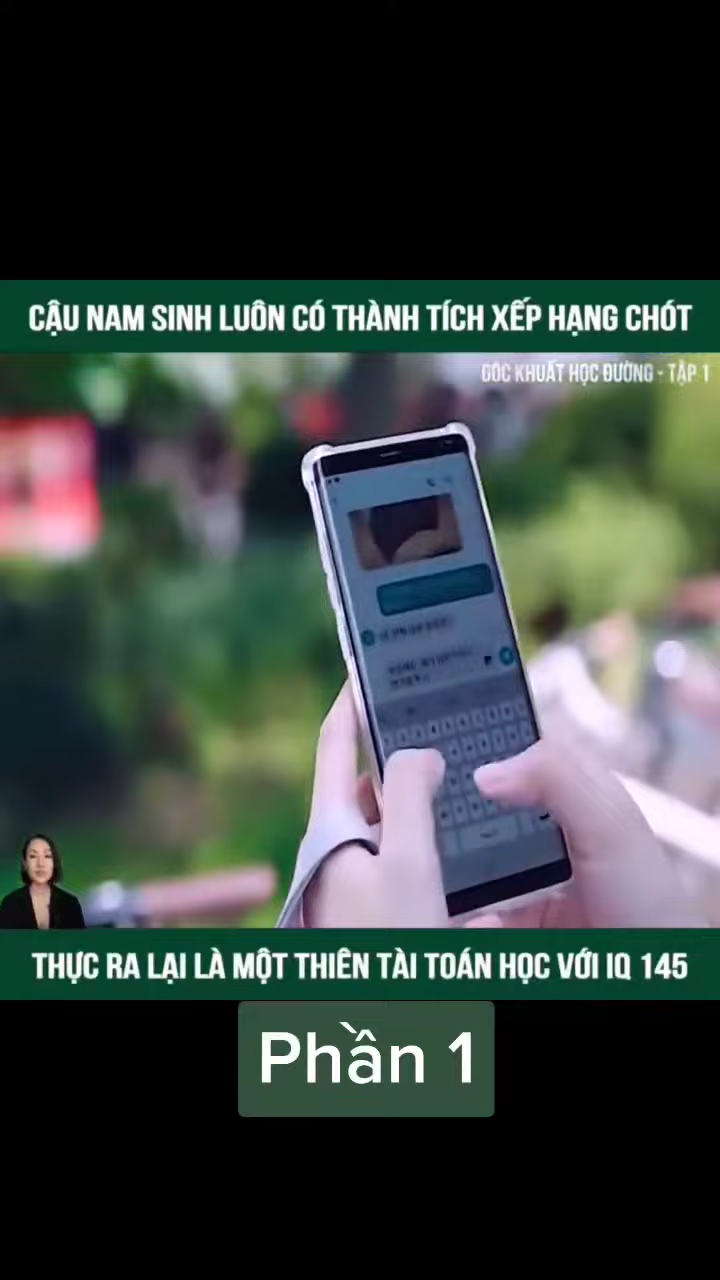 CẬU NAM SINH LUÔN CÓ THÀNH TÍCH XẾP HẠNG CHÓT
GÓC KHUẤT HỌC ĐƯỜNG - TẬP 1
THỰC RA LẠI LÀ MỘT THIÊN TÀI TOÁN HỌC VỚI IQ 145
Phần 1